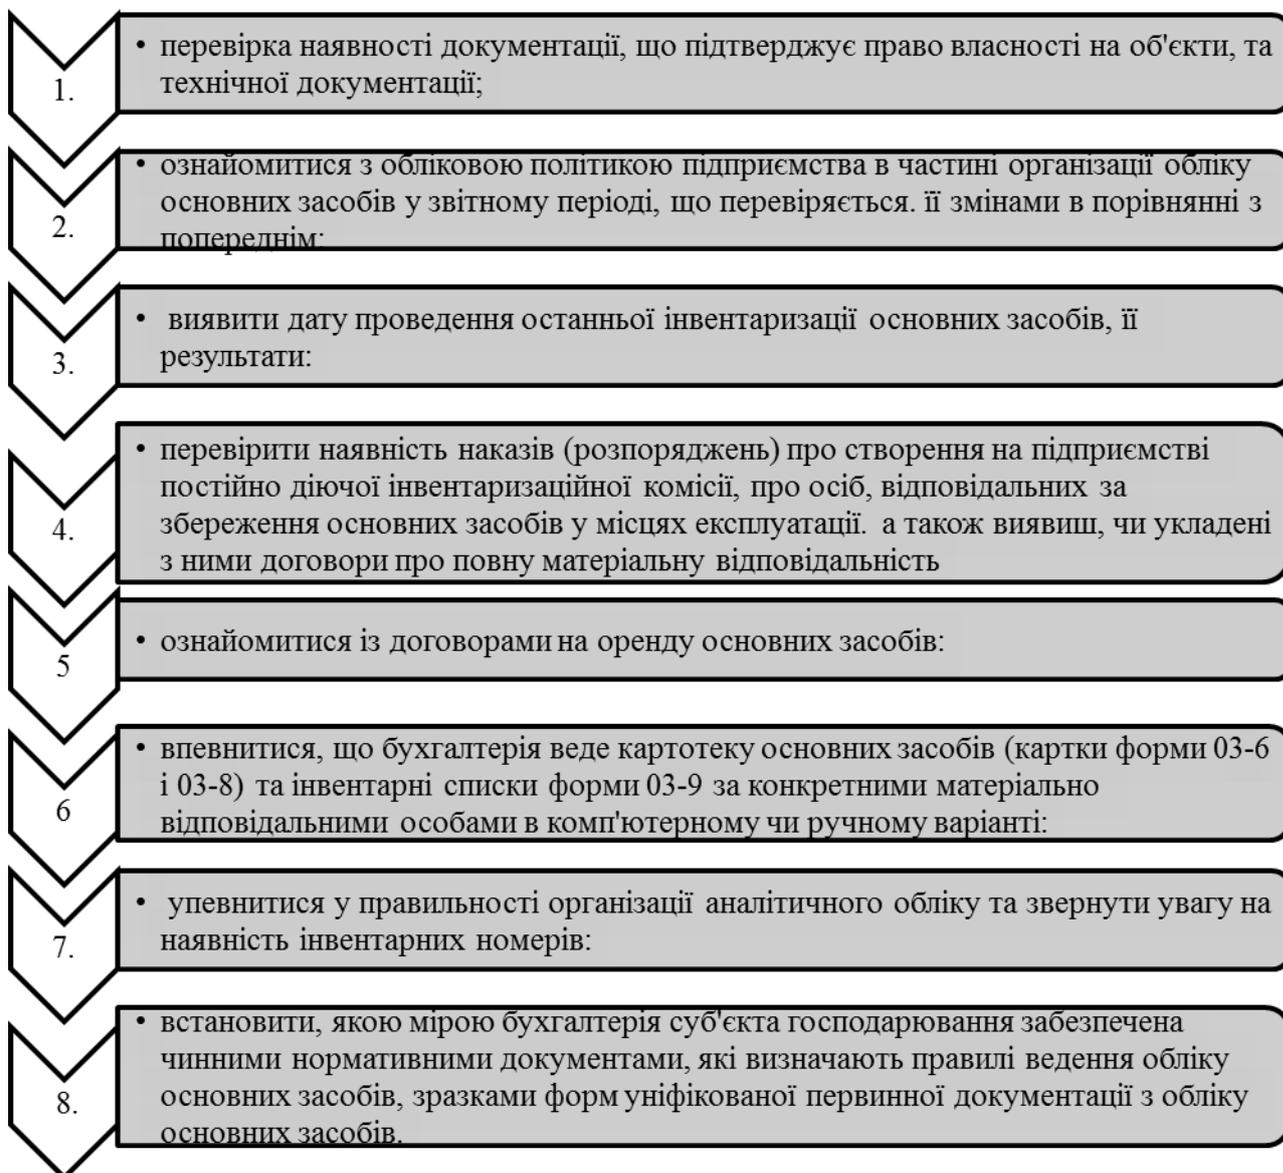 1.
• перевірка наявності документації, що підтверджує право власності на об'єкти, та
технічної документації;
2.
• ознайомитися з обліковою політикою підприємства в частині організації обліку
основних засобів у звітному періоді, що перевіряється. її змінами в порівнянні з
попереднім:
3.
• виявити дату проведення останньої інвентаризації основних засобів, її
результати:
4.
• перевірити наявність наказів (розпоряджень) про створення на підприємстві
постійно діючої інвентаризаційної комісії, про осіб, відповідальних за
збереження основних засобів у місцях експлуатації. а також виявиш, чи укладені
з ними договори про повну матеріальну відповідальність
5
• ознайомитися із договорами на оренду основних засобів:
6
• впевнитися, що бухгалтерія веде картотеку основних засобів (картки форми 03-6
і 03-8) та інвентарні списки форми 03-9 за конкретними матеріально
відповідальними особами в комп'ютерному чи ручному варіанті:
7.
• упевнитися у правильності організації аналітичного обліку та звернути увагу на
наявність інвентарних номерів:
8.
• встановити, якою мірою бухгалтерія суб'єкта господарювання забезпечена
чинними нормативними документами, які визначають правилі ведення обліку
основних засобів, зразками форм уніфікованої первинної документації з обліку
основних засобів.